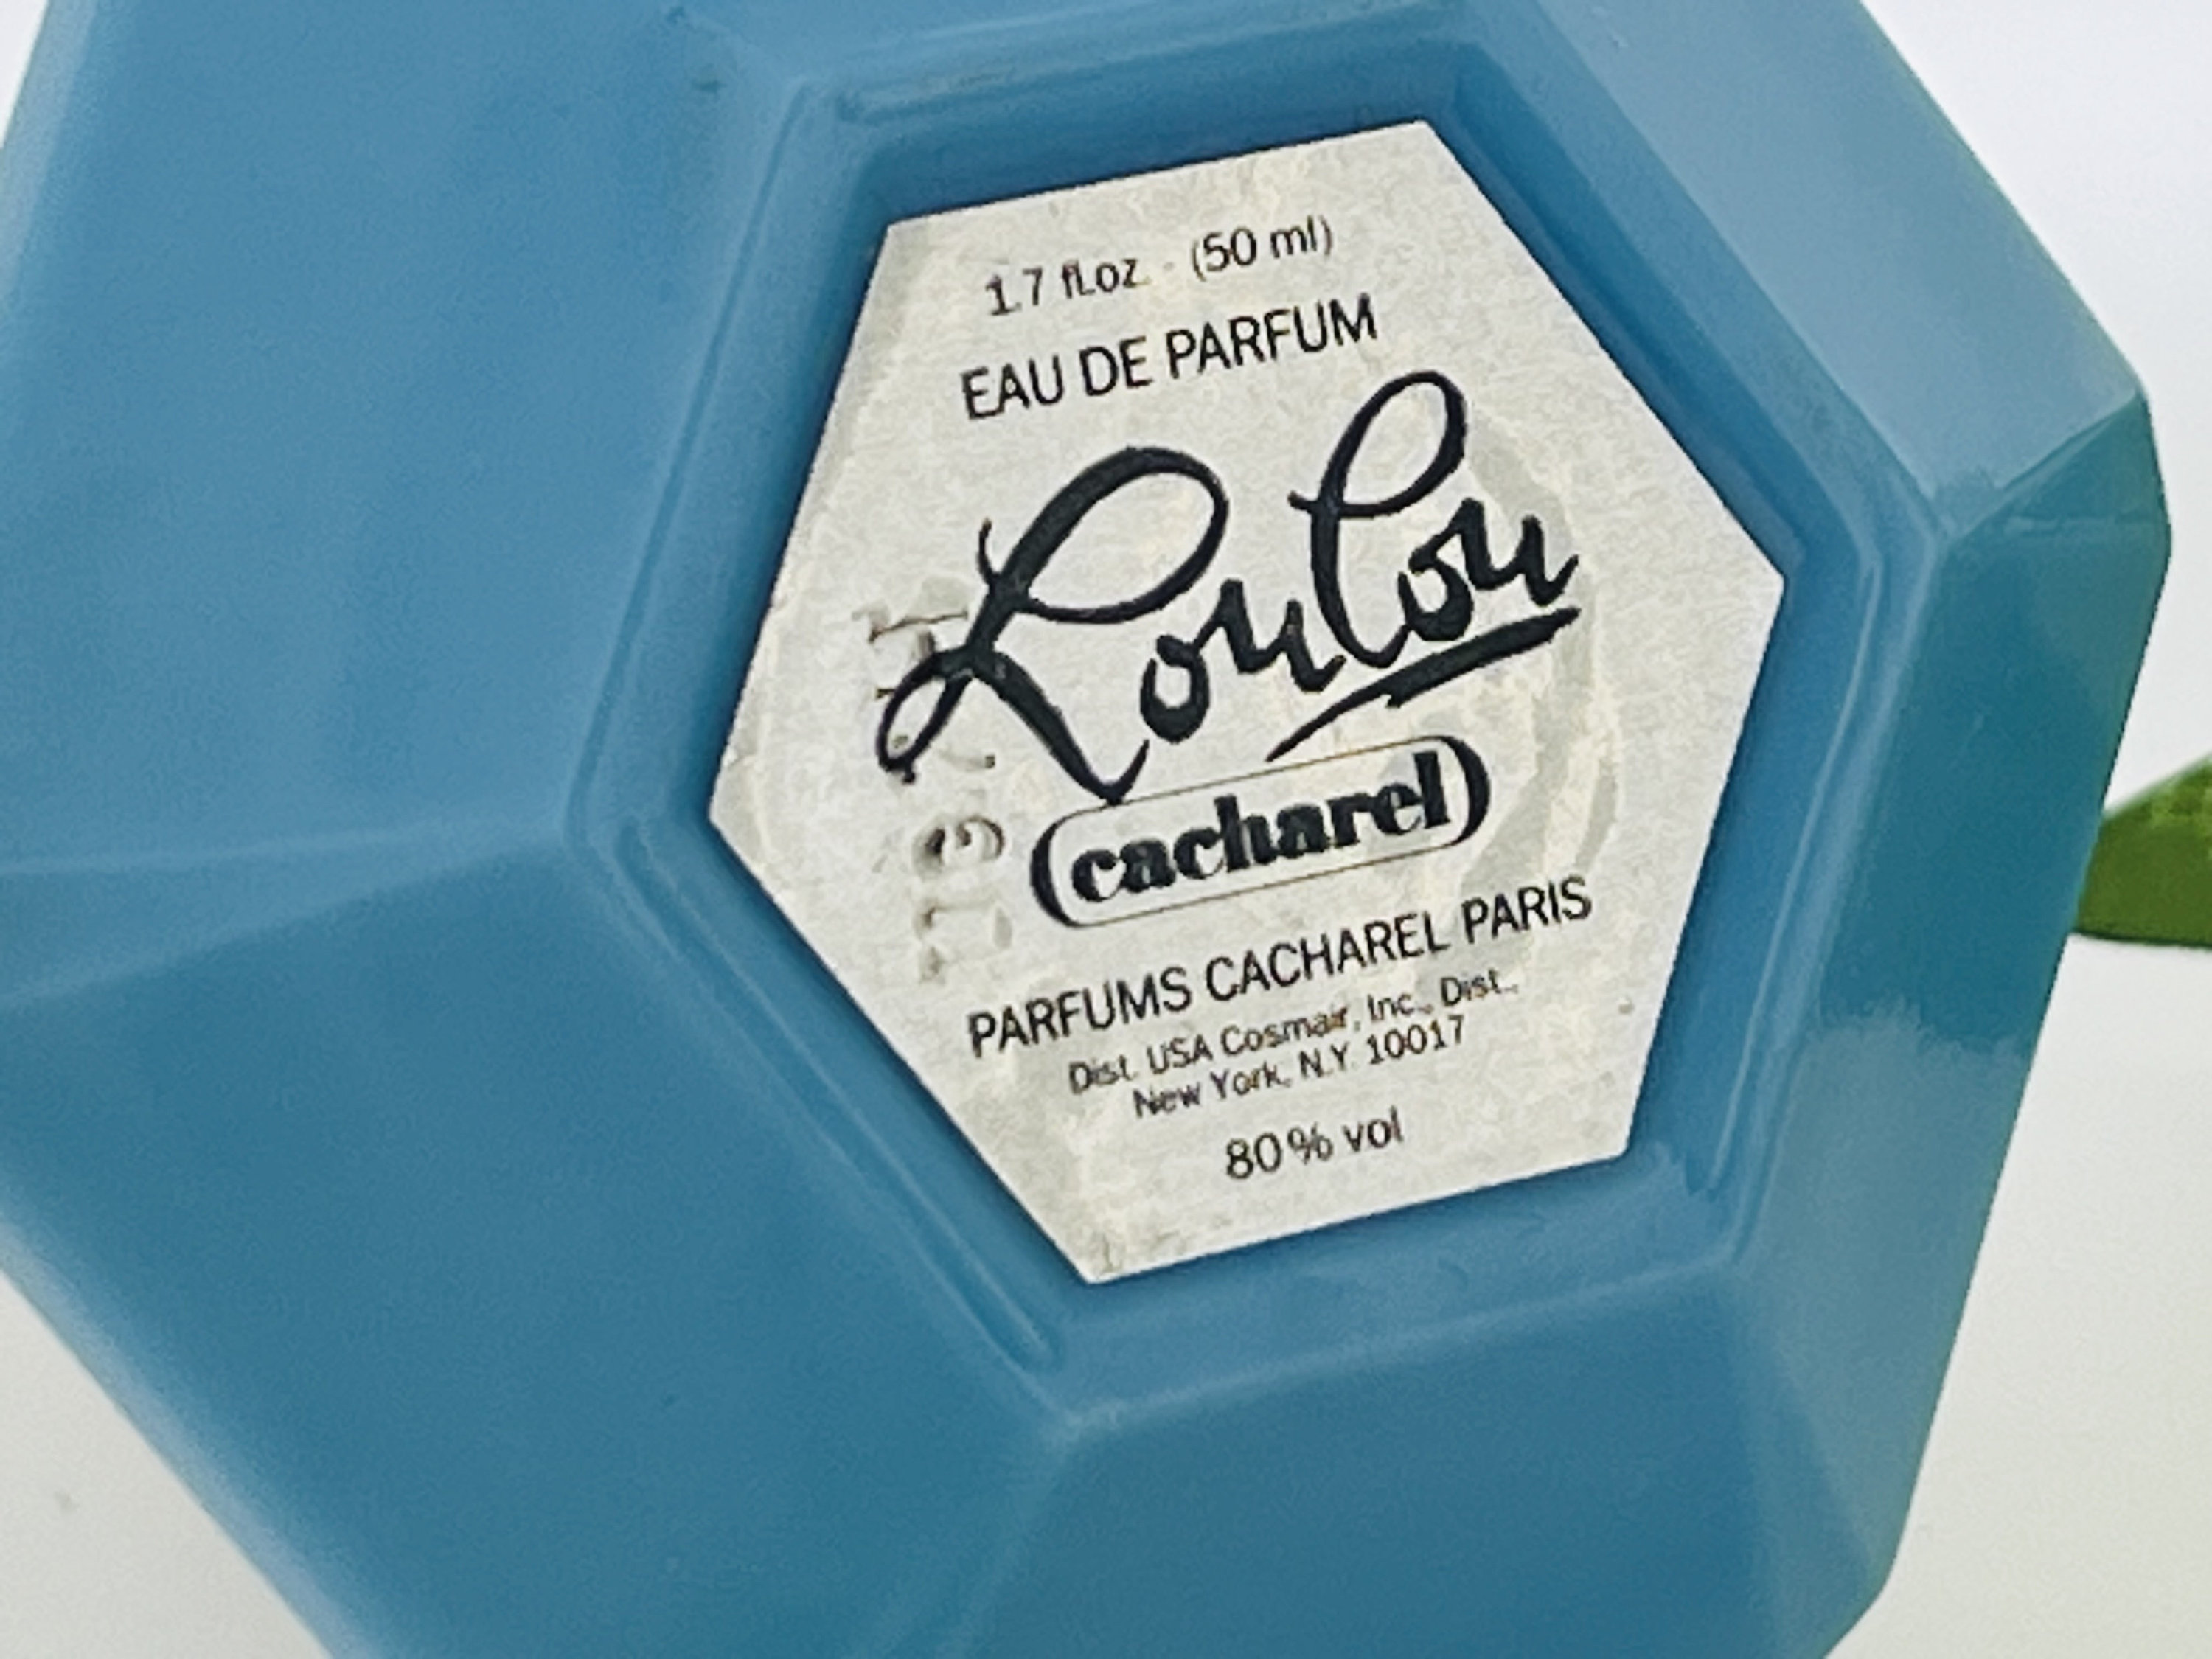 1.7 fl.oz - (50 ml)
EAU DE PARFUM
Loulou
cacharel
PARFUMS CACHAREL PARIS
Dist. USA Cosmair, Inc., Dist.,
New York, N.Y. 10017
80% vol